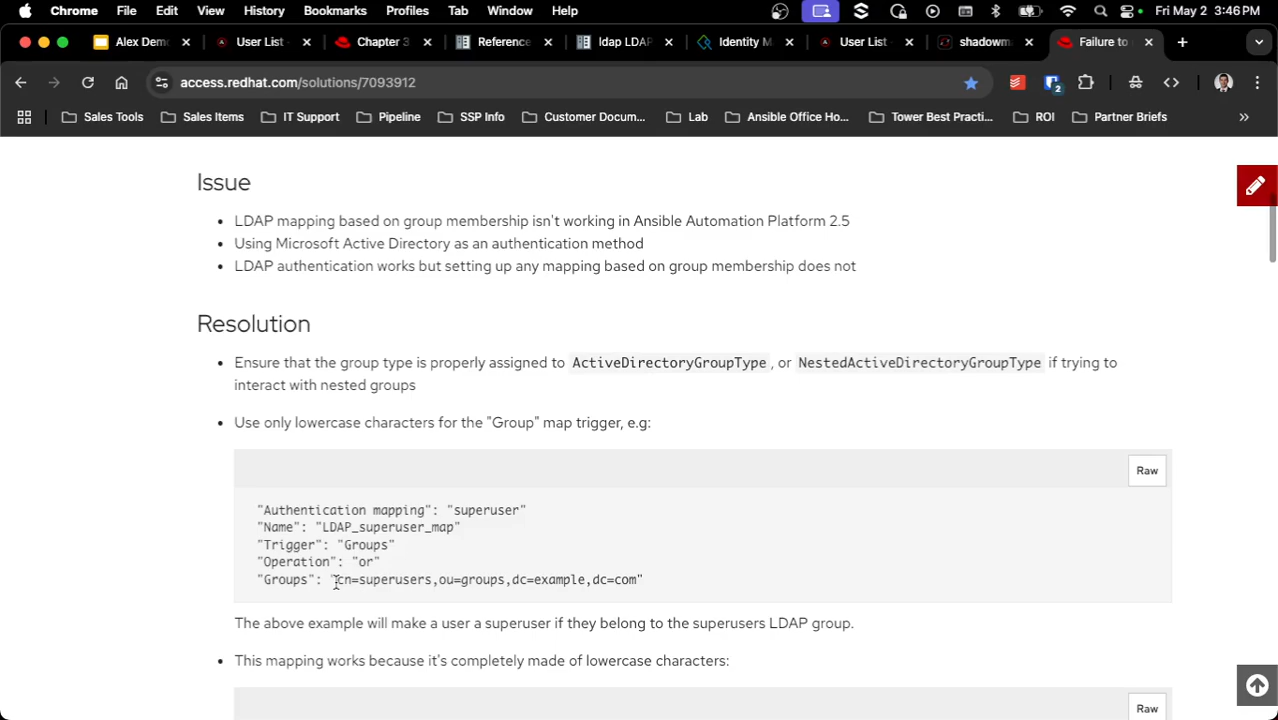 Chrome File Edit View History Bookmarks Profiles Tab Window Help Fri May 2 3:46 PM
Alex Demo User List - Chapter 3 Reference ldap LDAP Identity M User List - shadowm Failure to
access.redhat.com/solutions/7093912
Sales Tools Sales Items IT Support Pipeline SSP Info Customer Docum... Lab Ansible Office Ho... Tower Best Practi... ROI Partner Briefs
Issue
• LDAP mapping based on group membership isn't working in Ansible Automation Platform 2.5
• Using Microsoft Active Directory as an authentication method
• LDAP authentication works but setting up any mapping based on group membership does not
Resolution
• Ensure that the group type is properly assigned to ActiveDirectoryGroupType , or NestedActiveDirectoryGroupType if trying to
interact with nested groups
• Use only lowercase characters for the "Group" map trigger, e.g:
Raw
"Authentication mapping": "superuser"
"Name": "LDAP_superuser_map"
"Trigger": "Groups"
"Operation": "or"
"Groups": "cn=superusers,ou=groups,dc=example,dc=com"
The above example will make a user a superuser if they belong to the superusers LDAP group.
• This mapping works because it's completely made of lowercase characters:
Raw